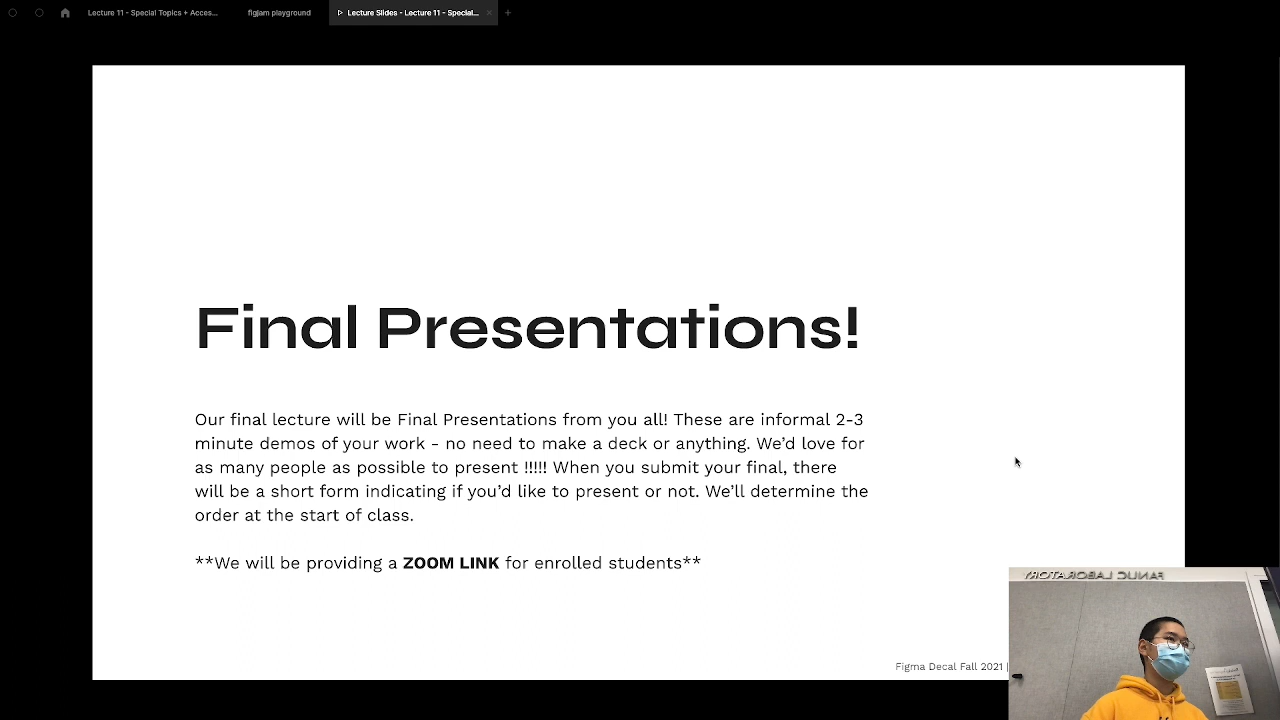 Lecture 11 - Special Topics + Acces...
figjam playground
Lecture Slides - Lecture 11 - Special...
Final Presentations!
Our final lecture will be Final Presentations from you all! These are informal 2-3
minute demos of your work - no need to make a deck or anything. We’d love for
as many people as possible to present !!!!! When you submit your final, there
will be a short form indicating if you’d like to present or not. We’ll determine the
order at the start of class.
**We will be providing a ZOOM LINK for enrolled students**
Figma Decal Fall 2021 |
FANUC LABORATORY